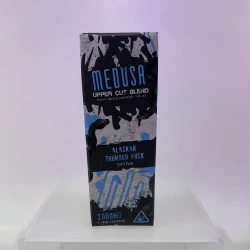 MEDUSA
UPPER CUT BLEND
ALASKAN
THUNDER FUCK
SATIVA
2000MG